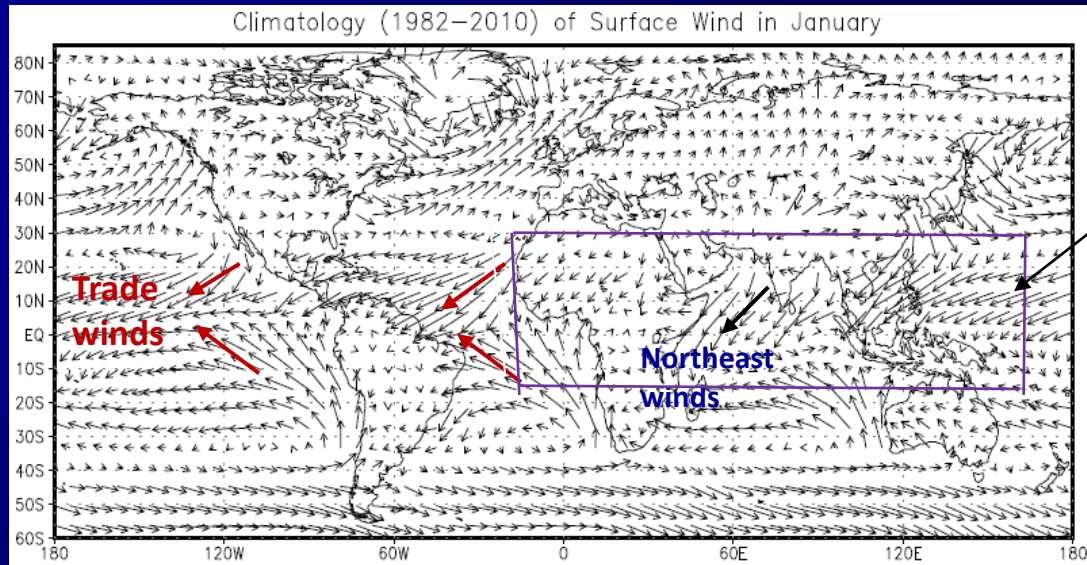 Climatology (1982–2010) of Surface Wind in January
80N
70N
60N
50N
40N
30N
20N
10N
EQ
10S
20S
30S
40S
50S
60S
Trade
winds
Northeast
winds
180 120W 60W 0 60E 120E 180